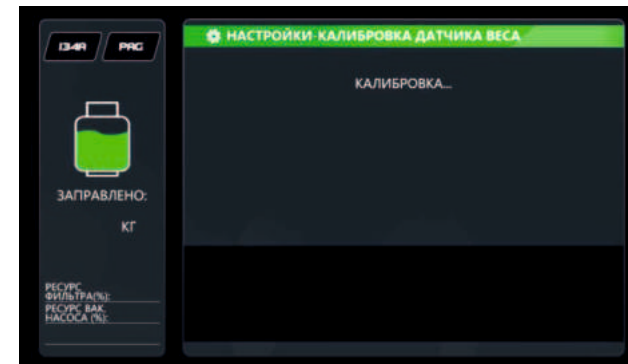 134A PAG
НАСТРОЙКИ-КАЛИБРОВКА ДАТЧИКА ВЕСА
КАЛИБРОВКА...
ЗАПРАВЛЕНО:
КГ
РЕСУРС
ФИЛЬТРА(%):
РЕСУРС ВАК.
НАСОСА (%):